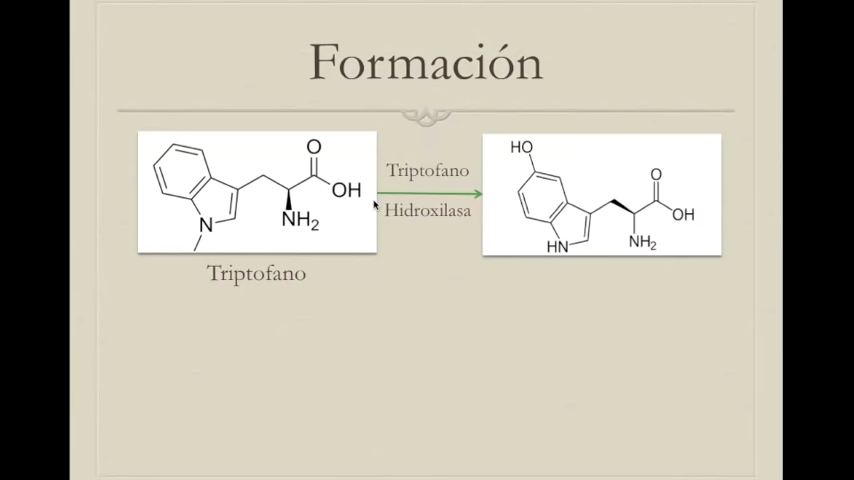 Formación
O
OH
NH2
N
Triptofano
Triptofano
Hidroxilasa
HO
O
OH
NH2
HN